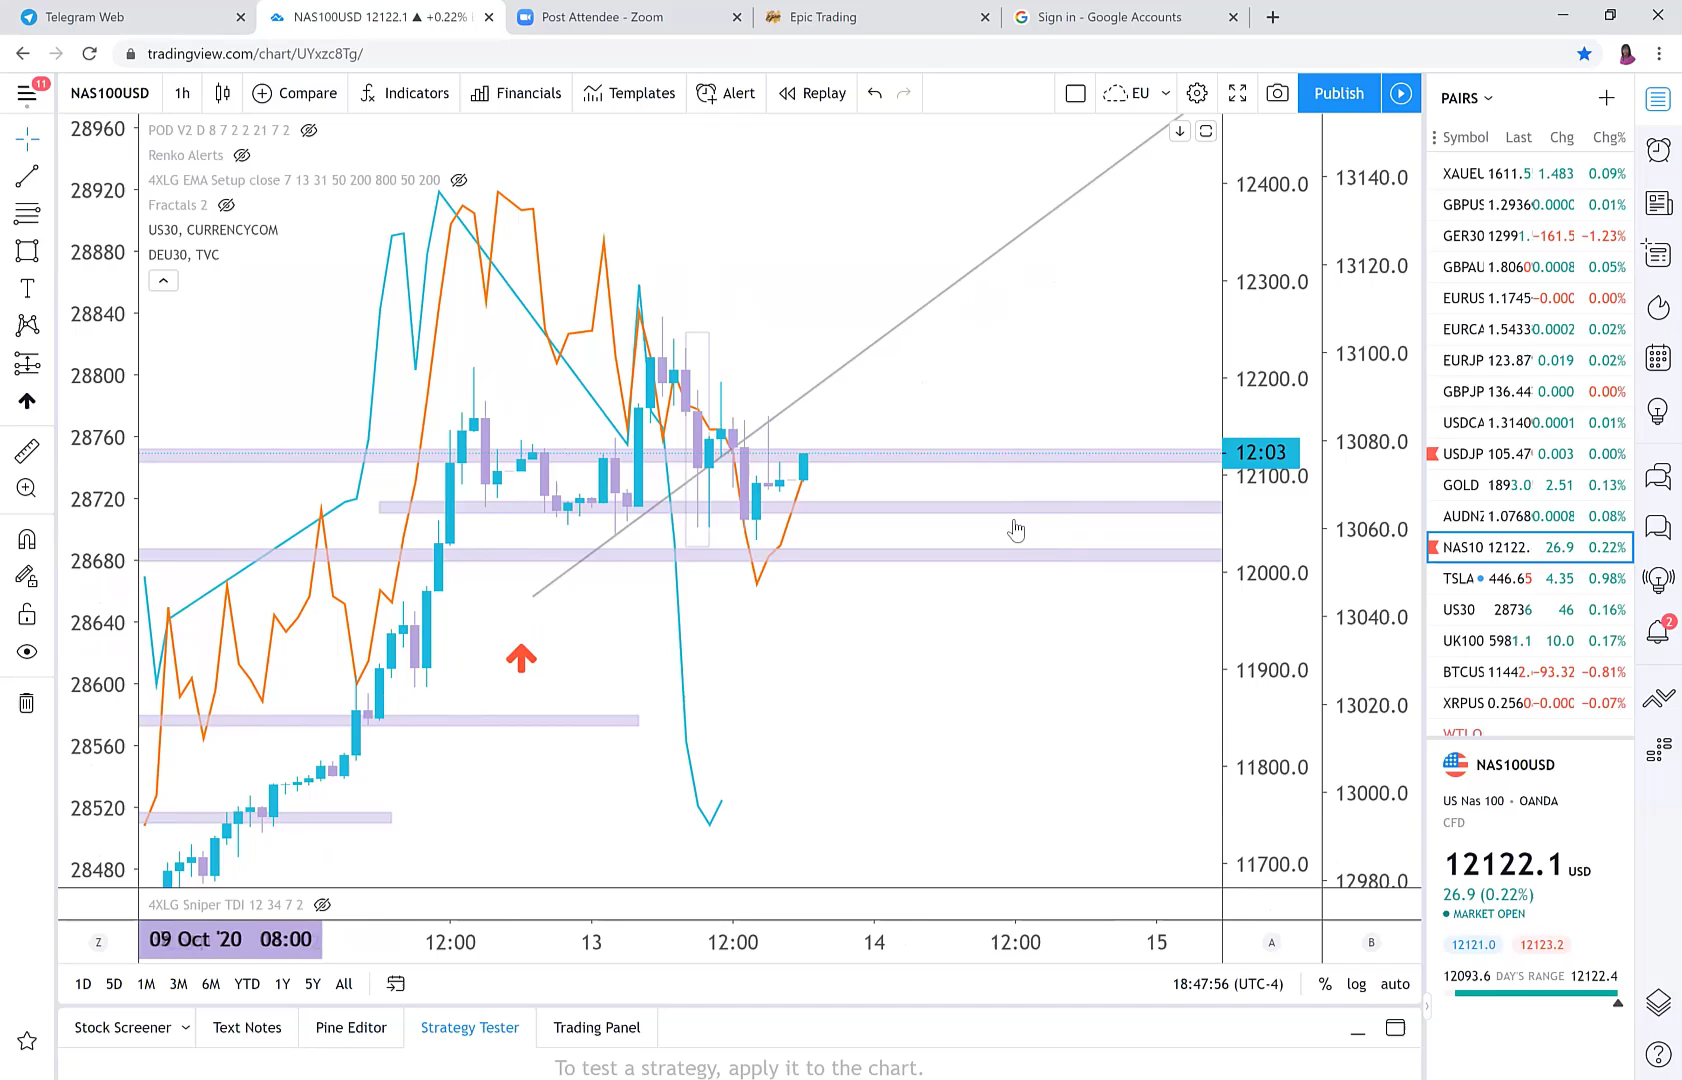 Telegram Web
NAS100USD 12122.1 ▲ +0.22%
Post Attendee - Zoom
Epic Trading
Sign in - Google Accounts
tradingview.com/chart/UYxzc8Tg/
11
NAS100USD
1h
Compare
Indicators
Financials
Templates
Alert
Replay
EU
Publish
POD V2 D 8 7 2 2 21 7 2
Renko Alerts
4XLG EMA Setup close 7 13 31 50 200 800 50 200
Fractals 2
US30, CURRENCYCOM
DEU30, TVC
28960
28920
28880
28840
28800
28760
28720
28680
28640
28600
28560
28520
28480
12400.0
12300.0
12200.0
12:03
12100.0
12000.0
11900.0
11800.0
11700.0
13140.0
13120.0
13100.0
13080.0
13060.0
13040.0
13020.0
13000.0
12980.0
4XLG Sniper TDI 12 34 7 2
Z
09 Oct '20 08:00
12:00
13
12:00
14
12:00
15
A
B
1D 5D 1M 3M 6M YTD 1Y 5Y All
18:47:56 (UTC-4)
% log auto
Stock Screener
Text Notes
Pine Editor
Strategy Tester
Trading Panel
To test a strategy, apply it to the chart.
PAIRS
Symbol Last Chg Chg%
XAUEU 1611.5 1.483 0.09%
GBPUS 1.2936 0.0000 0.01%
GER30 12991. -161.5 -1.23%
GBPAU 1.8060 0.0008 0.05%
EURUS 1.1745 -0.000 0.00%
EURCA 1.5433 0.0002 0.02%
EURJP 123.87 0.019 0.02%
GBPJP 136.44 0.000 0.00%
USDCA 1.3140 0.0001 0.01%
USDJP 105.47 0.003 0.00%
GOLD 1893.0 2.51 0.13%
AUDNZ 1.0768 0.0008 0.08%
NAS10 12122. 26.9 0.22%
TSLA 446.65 4.35 0.98%
US30 28736 46 0.16%
UK100 5981.1 10.0 0.17%
BTCUS 11442. -93.32 -0.81%
XRPUS 0.2560 -0.000 -0.07%
NAS100USD
US Nas 100 • OANDA
CFD
12122.1 USD
26.9 (0.22%)
MARKET OPEN
12121.0
12123.2
12093.6 DAY'S RANGE 12122.4
2